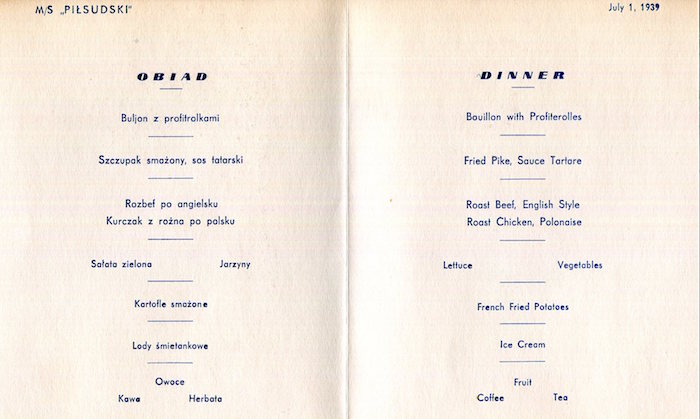 M/S „PIŁSUDSKI"
OBIAD
Buljon z profitrolkami
Szczupak smażony, sos tatarski
Rozbef po angielsku
Kurczak z rożna po polsku
Sałata zielona Jarzyny
Kartofle smażone
Lody śmietankowe
Owoce
Kawa Herbata
July 1, 1939
DINNER
Bouillon with Profiterolles
Fried Pike, Sauce Tartare
Roast Beef, English Style
Roast Chicken, Polonaise
Lettuce Vegetables
French Fried Potatoes
Ice Cream
Fruit
Coffee Tea